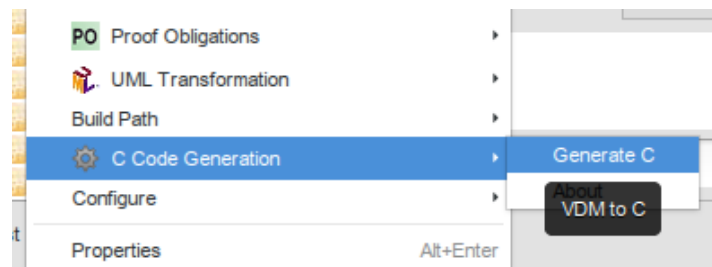 PO Proof Obligations
UML Transformation
Build Path
C Code Generation
Generate C
About
VDM to C
Configure
Properties Alt+Enter
t